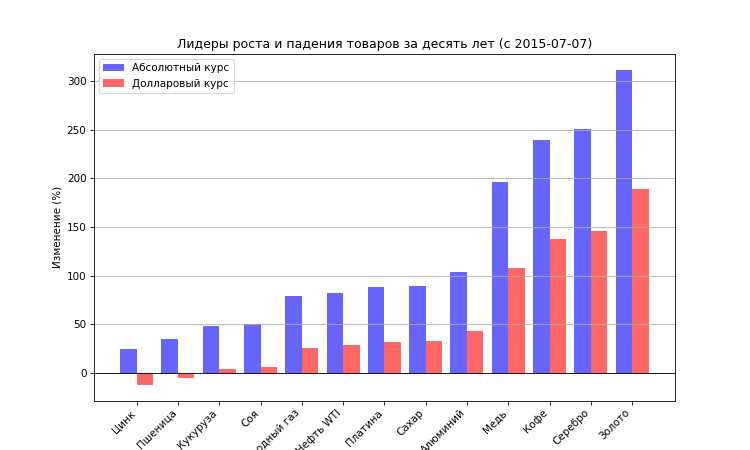 Лидеры роста и падения товаров за десять лет (с 2015-07-07)
Абсолютный курс
Долларовый курс
Изменение (%)
300
250
200
150
100
50
0
Цинк
Пшеница
Кукуруза
Соя
одный газ
Нефть WTI
Платина
Сахар
Алюминий
Медь
Кофе
Серебро
Золото